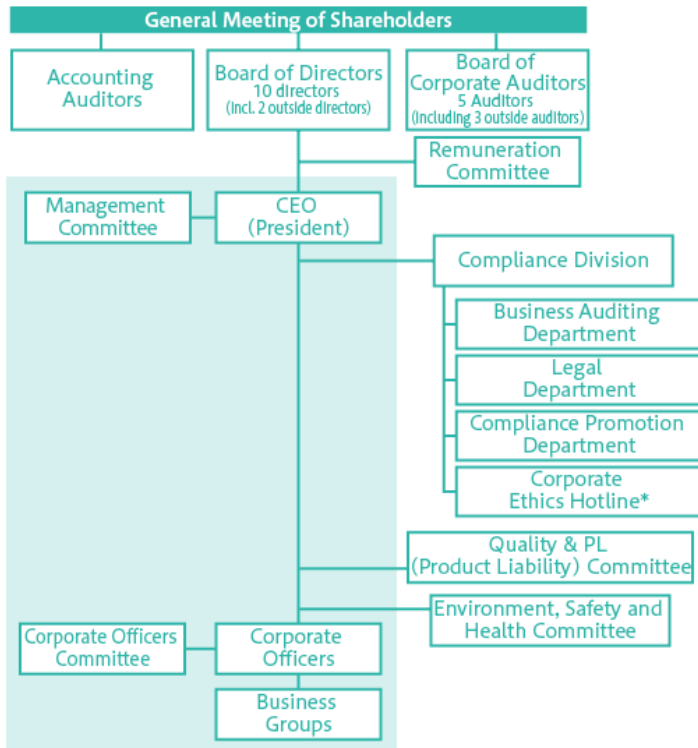 General Meeting of Shareholders
Accounting
Auditors
Board of Directors
10 directors
(incl. 2 outside directors)
Board of
Corporate Auditors
5 Auditors
(including 3 outside auditors)
Remuneration
Committee
Management
Committee
CEO
(President)
Compliance Division
Business Auditing
Department
Legal
Department
Compliance Promotion
Department
Corporate
Ethics Hotline*
Quality & PL
(Product Liability) Committee
Environment, Safety and
Health Committee
Corporate Officers
Committee
Corporate
Officers
Business
Groups